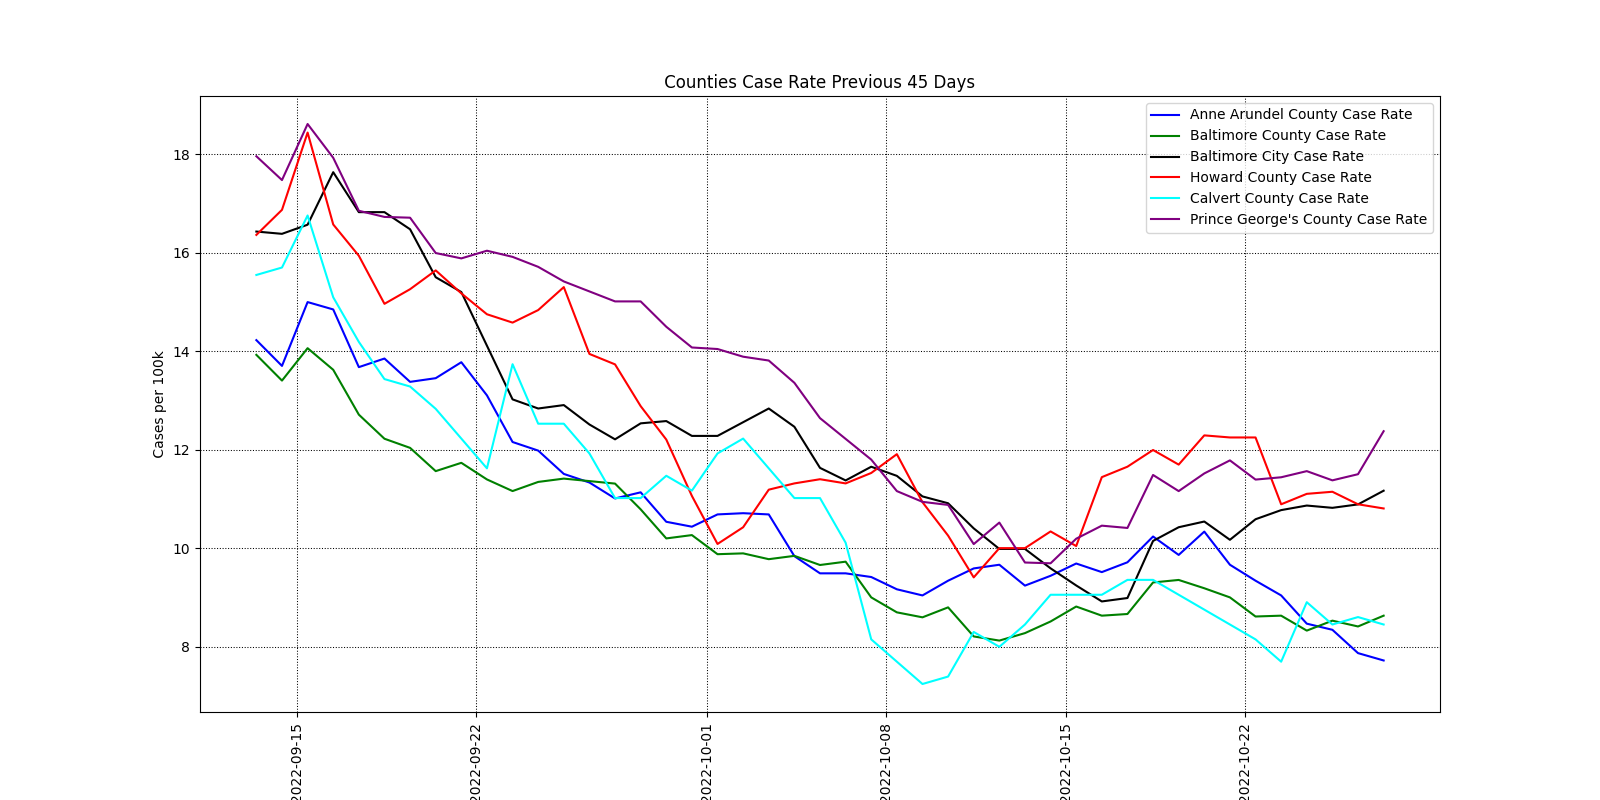 Counties Case Rate Previous 45 Days
Anne Arundel County Case Rate
Baltimore County Case Rate
Baltimore City Case Rate
Howard County Case Rate
Calvert County Case Rate
Prince George's County Case Rate
Cases per 100k
18
16
14
12
10
8
2022-09-15
2022-09-22
2022-10-01
2022-10-08
2022-10-15
2022-10-22